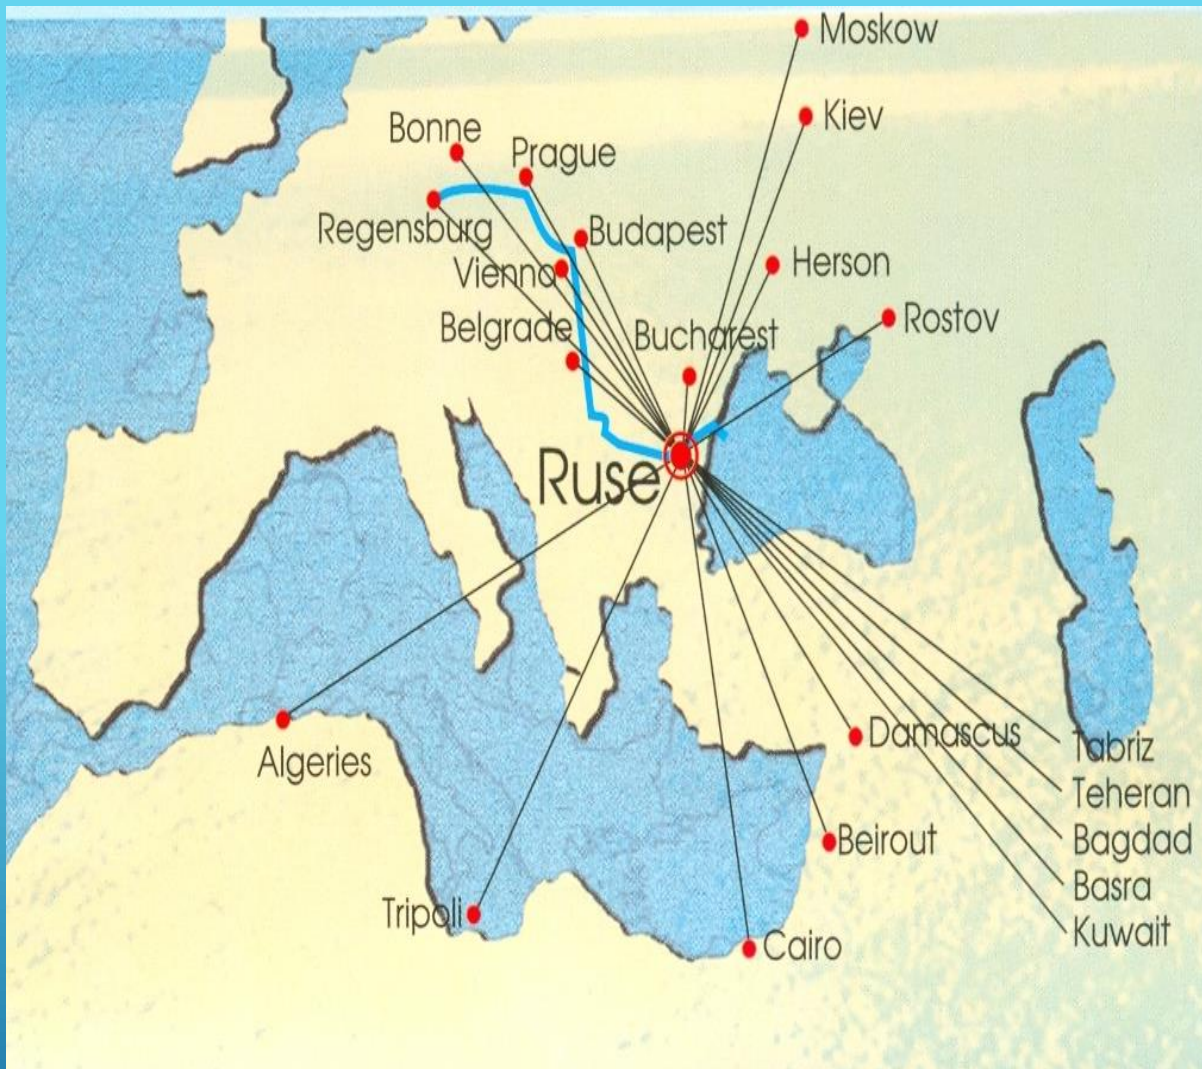 Moskow
Kiev
Bonne
Prague
Regensburg
Budapest
Vienna
Herson
Belgrade
Bucharest
Rostov
Ruse
Algeries
Damascus
Tabriz
Teheran
Bagdad
Beirout
Basra
Tripoli
Kuwait
Cairo